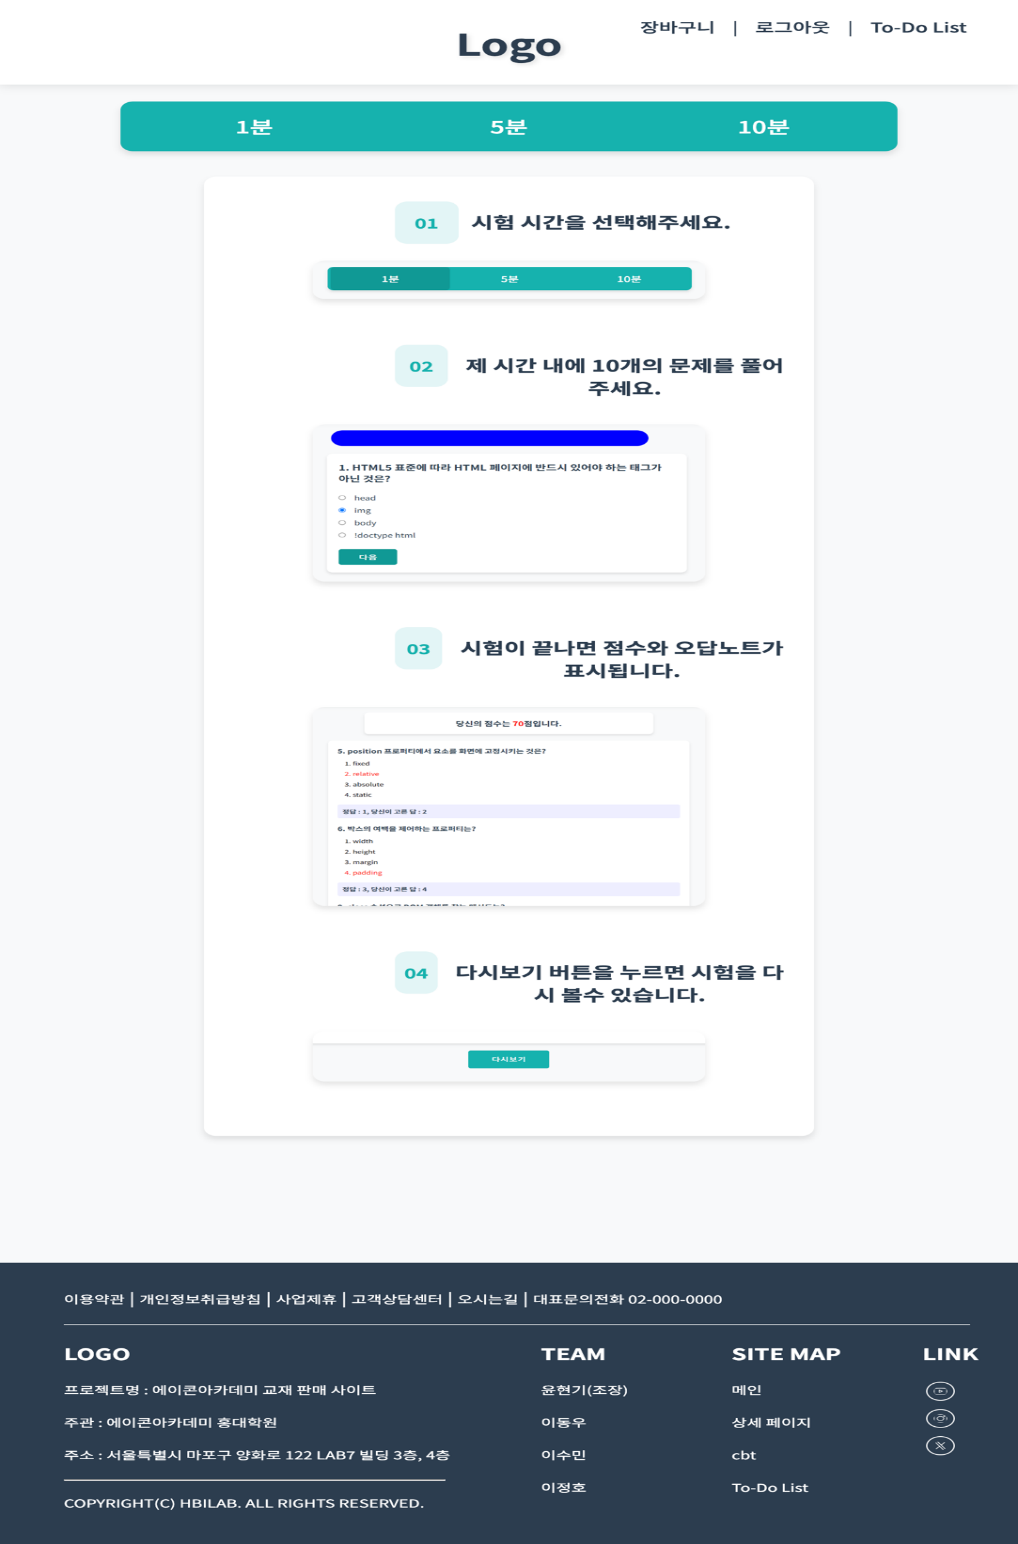 장바구니 | 로그아웃 | To-Do List
Logo
1분 5분 10분
01 시험 시간을 선택해주세요.
1분 5분 10분
02 제 시간 내에 10개의 문제를 풀어
주세요.
1. HTML5 표준에 따라 HTML 페이지에 반드시 있어야 하는 태그가
아닌 것은?
head
img
body
!doctype html
다음
03 시험이 끝나면 점수와 오답노트가
표시됩니다.
당신의 점수는 70점입니다.
5. position 프로퍼티에서 요소를 화면에 고정시키는 것은?
1. fixed
2. relative
3. absolute
4. static
정답 : 1, 당신이 고른 답 : 2
6. 박스의 여백을 제어하는 프로퍼티는?
1. width
2. height
3. margin
4. padding
정답 : 3, 당신이 고른 답 : 4
04 다시보기 버튼을 누르면 시험을 다
시 볼수 있습니다.
다시보기
이용약관 | 개인정보취급방침 | 사업제휴 | 고객상담센터 | 오시는길 | 대표문의전화 02-000-0000
LOGO
프로젝트명 : 에이콘아카데미 교재 판매 사이트
주관 : 에이콘아카데미 홍대학원
주소 : 서울특별시 마포구 양화로 122 LAB7 빌딩 3층, 4층
COPYRIGHT(C) HBILAB. ALL RIGHTS RESERVED.
TEAM
윤현기(조장)
이동우
이수민
이정호
SITE MAP
메인
상세 페이지
cbt
To-Do List
LINK